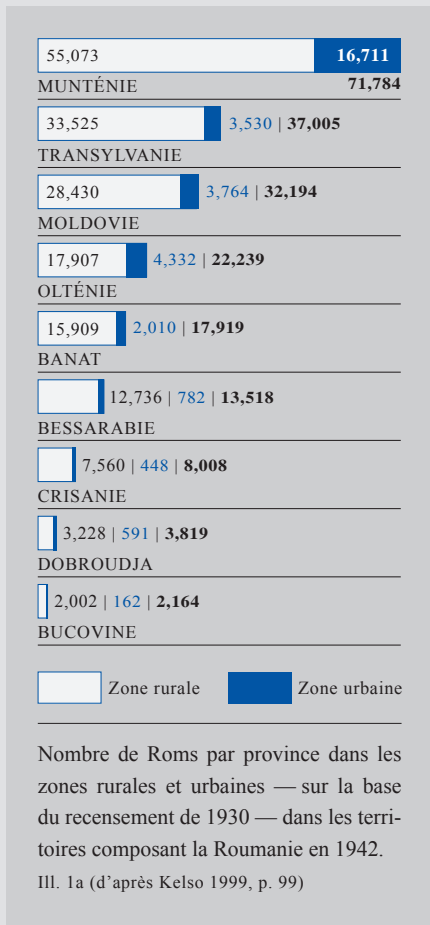 55,073 16,711
MUNTÉNIE 71,784
33,525 3,530 | 37,005
TRANSYLVANIE
28,430 3,764 | 32,194
MOLDOVIE
17,907 4,332 | 22,239
OLTÉNIE
15,909 2,010 | 17,919
BANAT
12,736 | 782 | 13,518
BESSARABIE
7,560 | 448 | 8,008
CRISANIE
3,228 | 591 | 3,819
DOBROUDJA
2,002 | 162 | 2,164
BUCOVINE
Zone rurale Zone urbaine
Nombre de Roms par province dans les
zones rurales et urbaines — sur la base
du recensement de 1930 — dans les terri-
toires composant la Roumanie en 1942.
Ill. 1a (d’après Kelso 1999, p. 99)